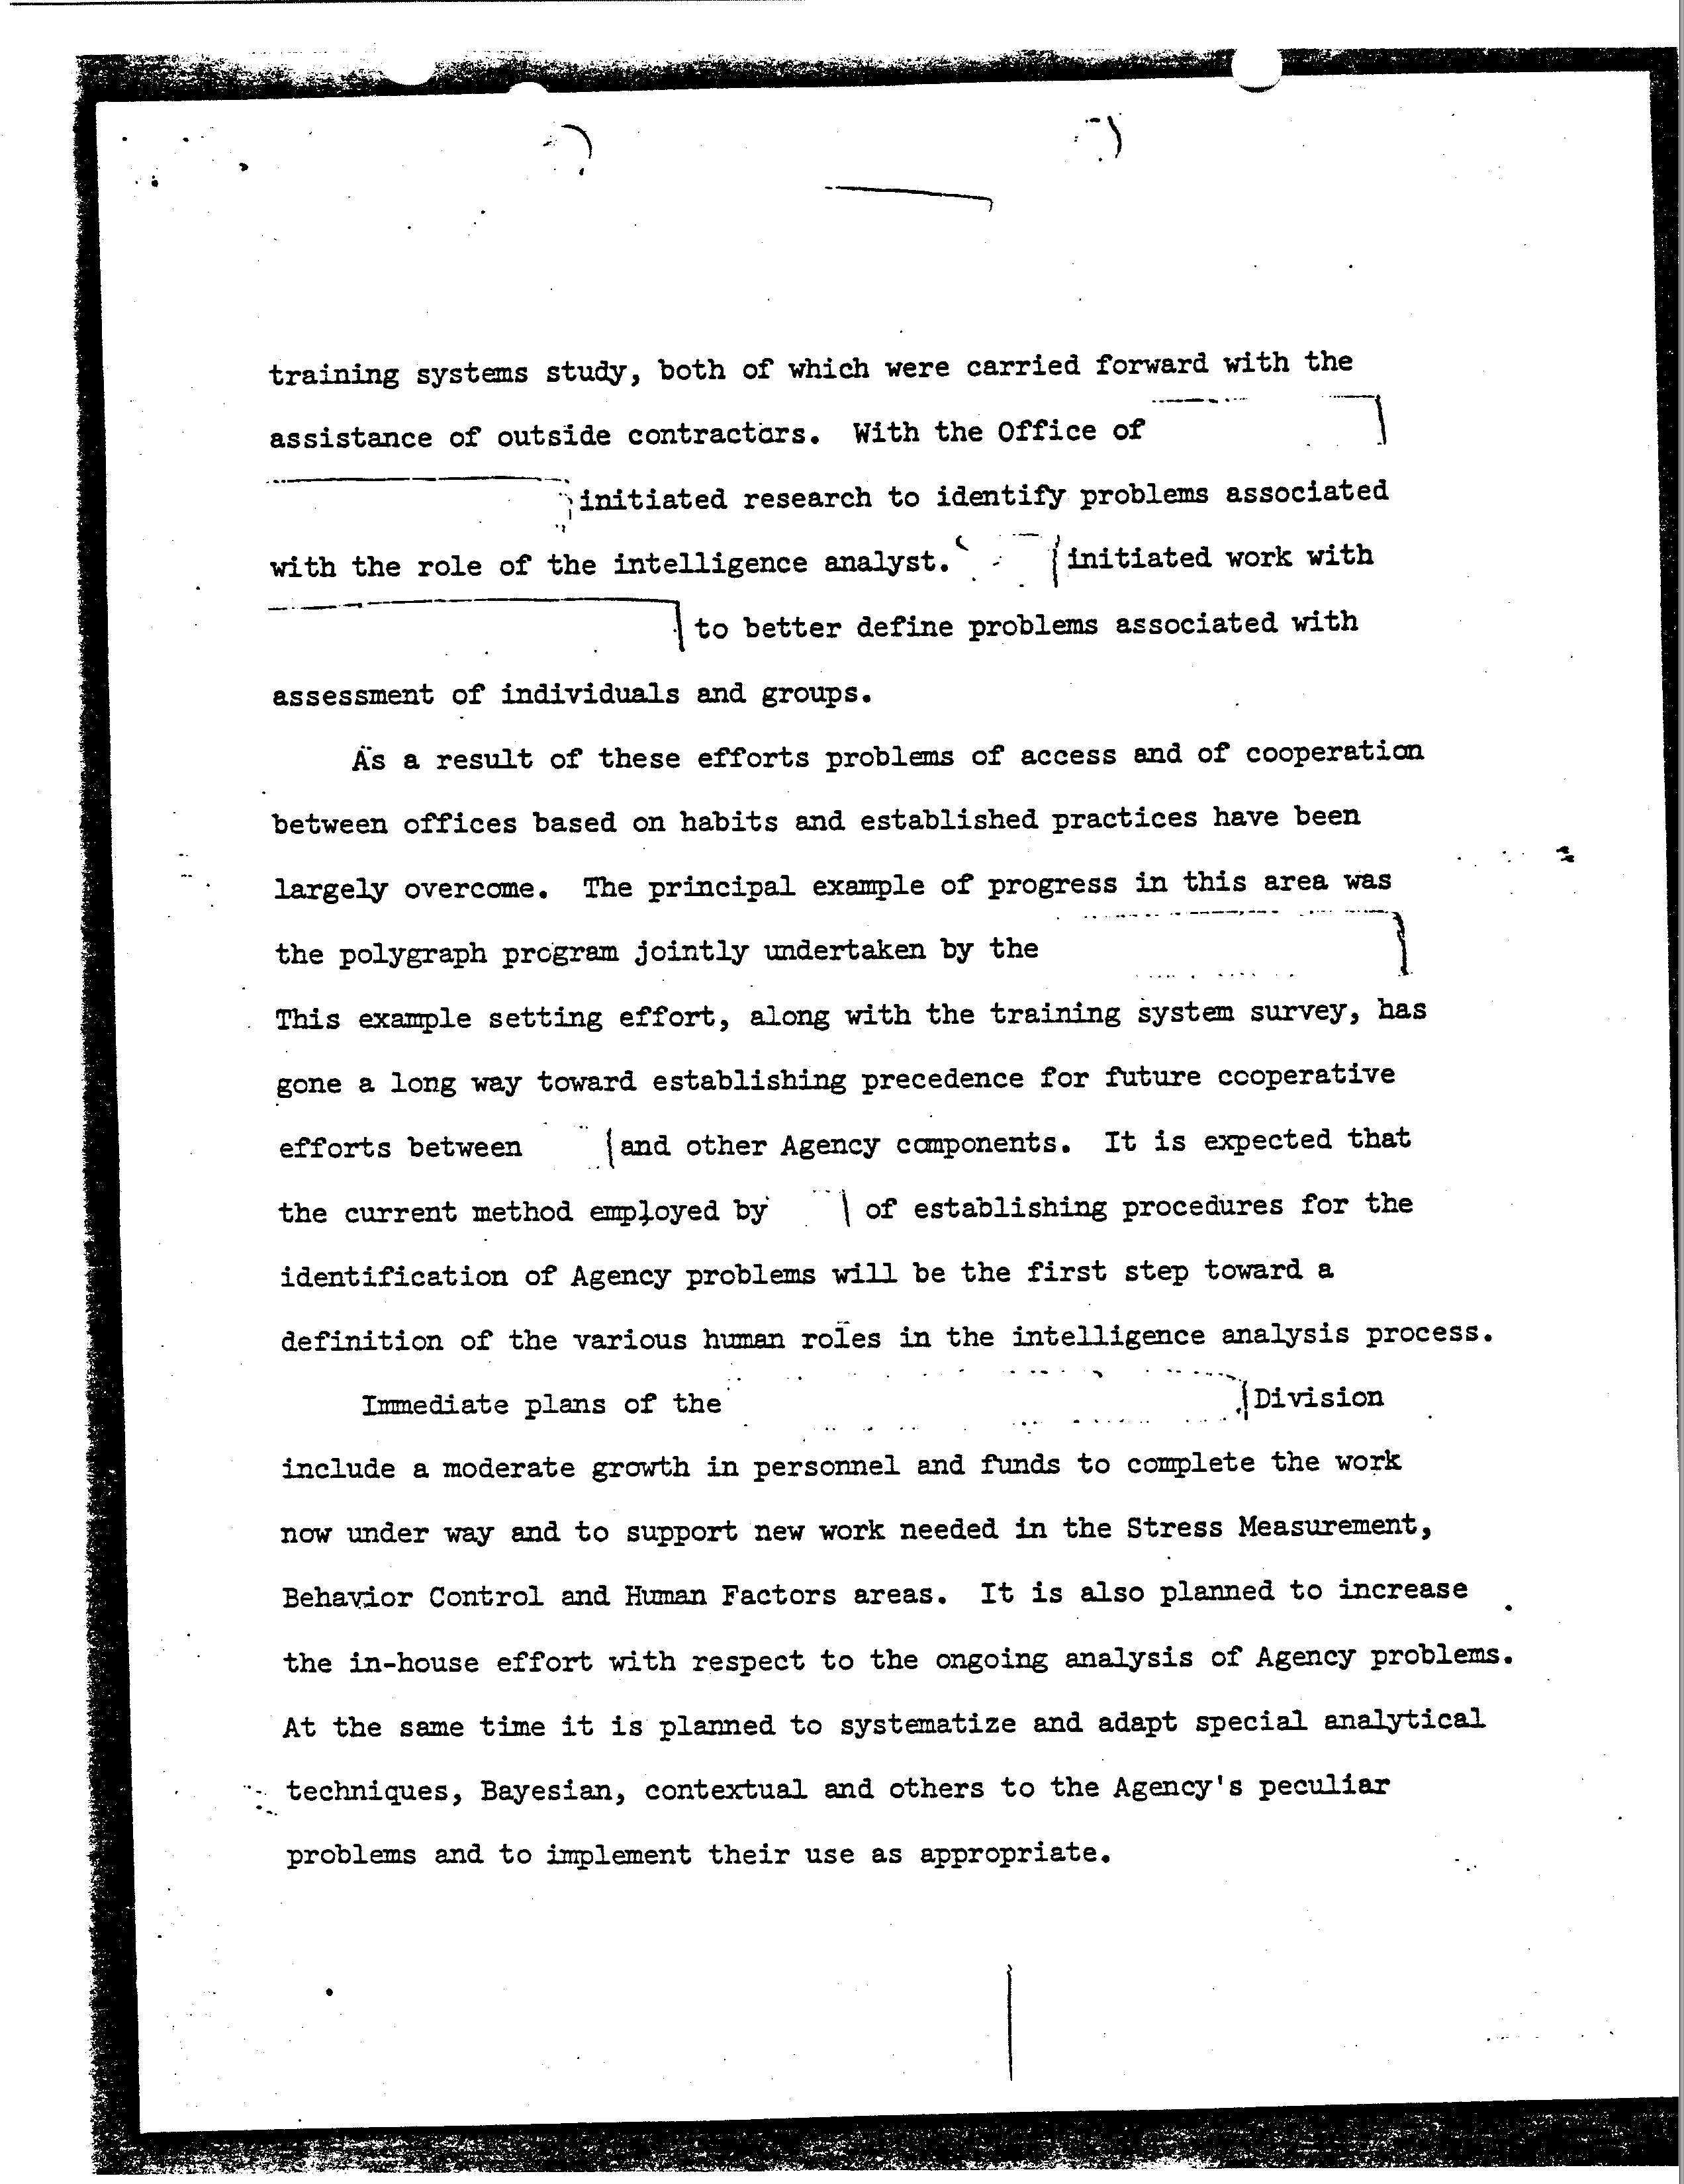 training systems study, both of which were carried forward with the
assistance of outside contractors. With the Office of
initiated research to identify problems associated
with the role of the intelligence analyst. initiated work with
to better define problems associated with
assessment of individuals and groups.
As a result of these efforts problems of access and of cooperation
between offices based on habits and established practices have been
largely overcome. The principal example of progress in this area was
the polygraph program jointly undertaken by the
This example setting effort, along with the training system survey, has
gone a long way toward establishing precedence for future cooperative
efforts between and other Agency components. It is expected that
the current method employed by of establishing procedures for the
identification of Agency problems will be the first step toward a
definition of the various human roles in the intelligence analysis process.
Immediate plans of the Division
include a moderate growth in personnel and funds to complete the work
now under way and to support new work needed in the Stress Measurement,
Behavior Control and Human Factors areas. It is also planned to increase
the in-house effort with respect to the ongoing analysis of Agency problems.
At the same time it is planned to systematize and adapt special analytical
techniques, Bayesian, contextual and others to the Agency's peculiar
problems and to implement their use as appropriate.